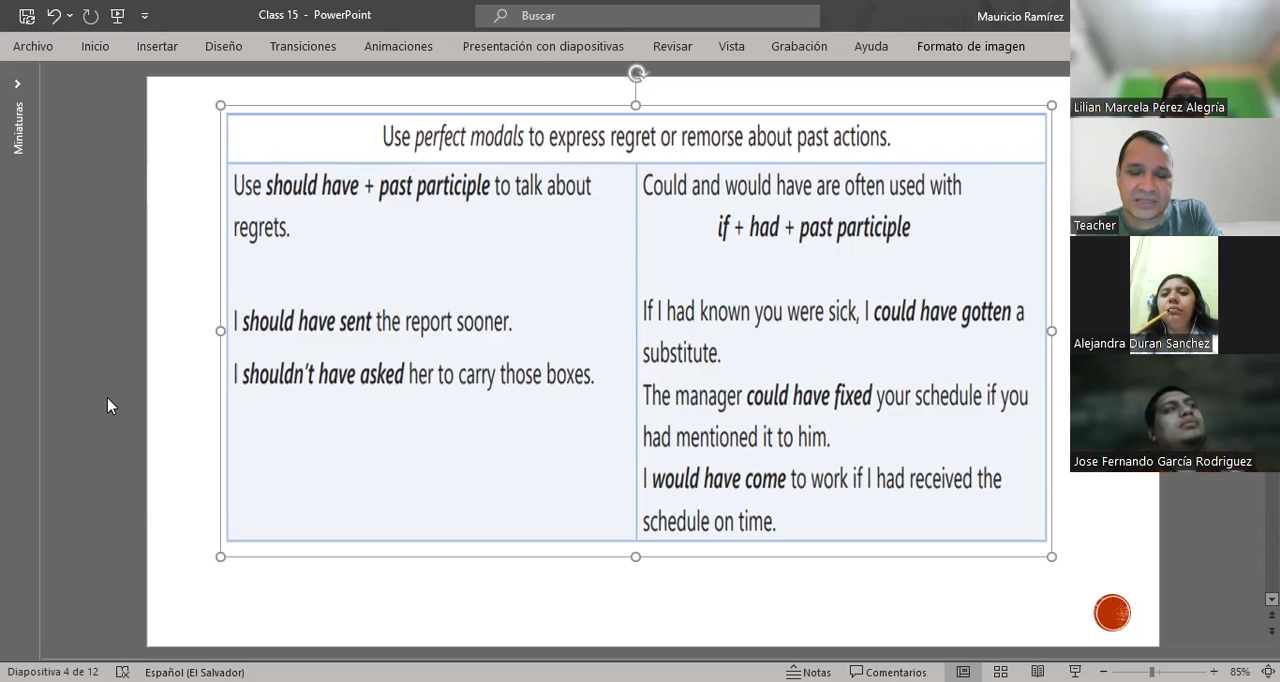 Class 15 - PowerPoint
Buscar
Mauricio Ramírez
Archivo Inicio Insertar Diseño Transiciones Animaciones Presentación con diapositivas Revisar Vista Grabación Ayuda Formato de imagen
Miniaturas
Use perfect modals to express regret or remorse about past actions.
Use should have + past participle to talk about
regrets.
I should have sent the report sooner.
I shouldn't have asked her to carry those boxes.
Could and would have are often used with
if + had + past participle
If I had known you were sick, I could have gotten a
substitute.
The manager could have fixed your schedule if you
had mentioned it to him.
I would have come to work if I had received the
schedule on time.
Lilian Marcela Pérez Alegría
Teacher
Alejandra Duran Sanchez
Jose Fernando García Rodriguez
Diapositiva 4 de 12 Español (El Salvador) Notas Comentarios 85%